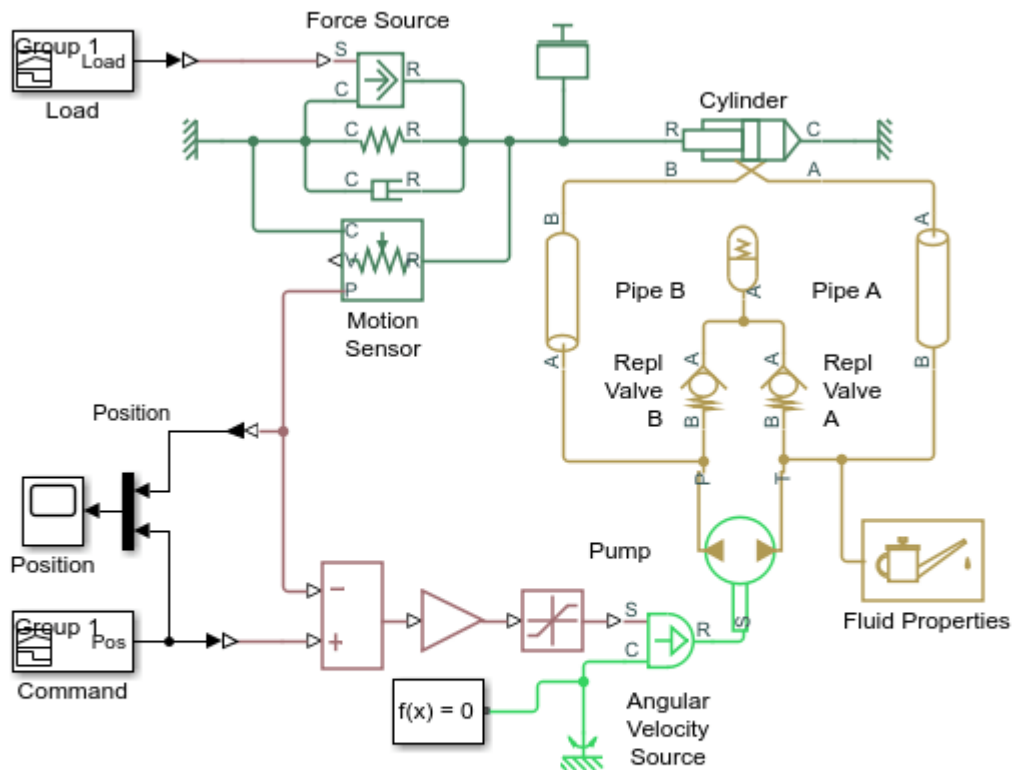 Force Source
Group 1
Load
Load
S
R
C
C
R
C
R
C
V
R
P
Motion
Sensor
Cylinder
R
C
B
A
B
A
A
Pipe B
Pipe A
A
A
Repl
Valve
B
Repl
Valve
A
B
B
A
B
P
T
Position
Position
Pump
S
Fluid Properties
Group 1
Pos
Command
−
+
S
C
R
f(x) = 0
Angular
Velocity
Source